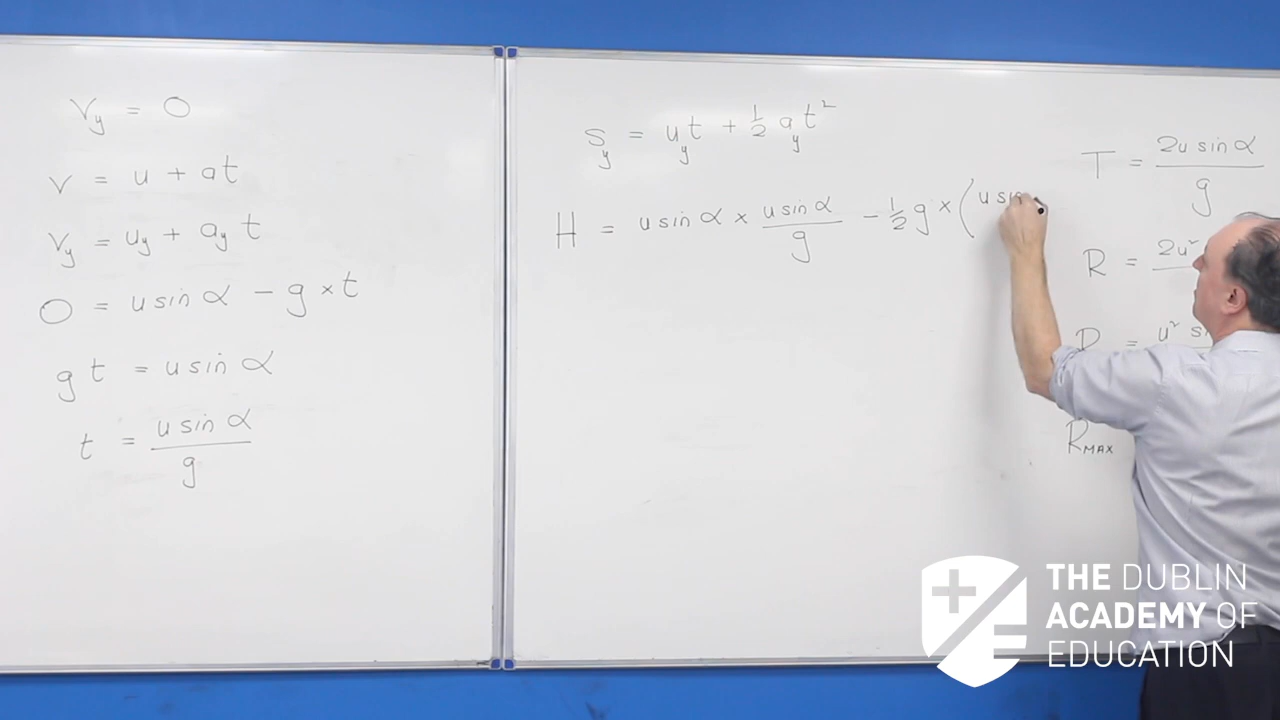 Vy = 0
v = u + at
Vy = uy + ay t
0 = u sin α - g × t
g t = u sin α
t = u sin α / g
sy = uy t + 1/2 ay t²
H = u sin α × u sin α / g - 1/2 g × (u sin
T = 2u sin α / g
R = 2u²
u²
RMAX
THE DUBLIN
ACADEMY OF
EDUCATION